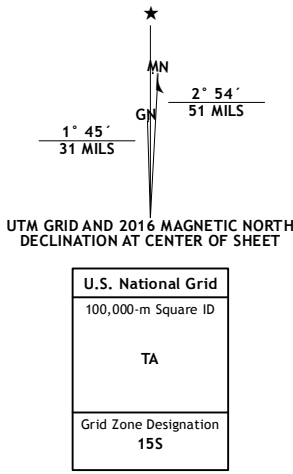 ★
MN
GN
2° 54´
51 MILS
1° 45´
31 MILS
UTM GRID AND 2016 MAGNETIC NORTH
DECLINATION AT CENTER OF SHEET
U.S. National Grid
100,000-m Square ID
TA
Grid Zone Designation
15S